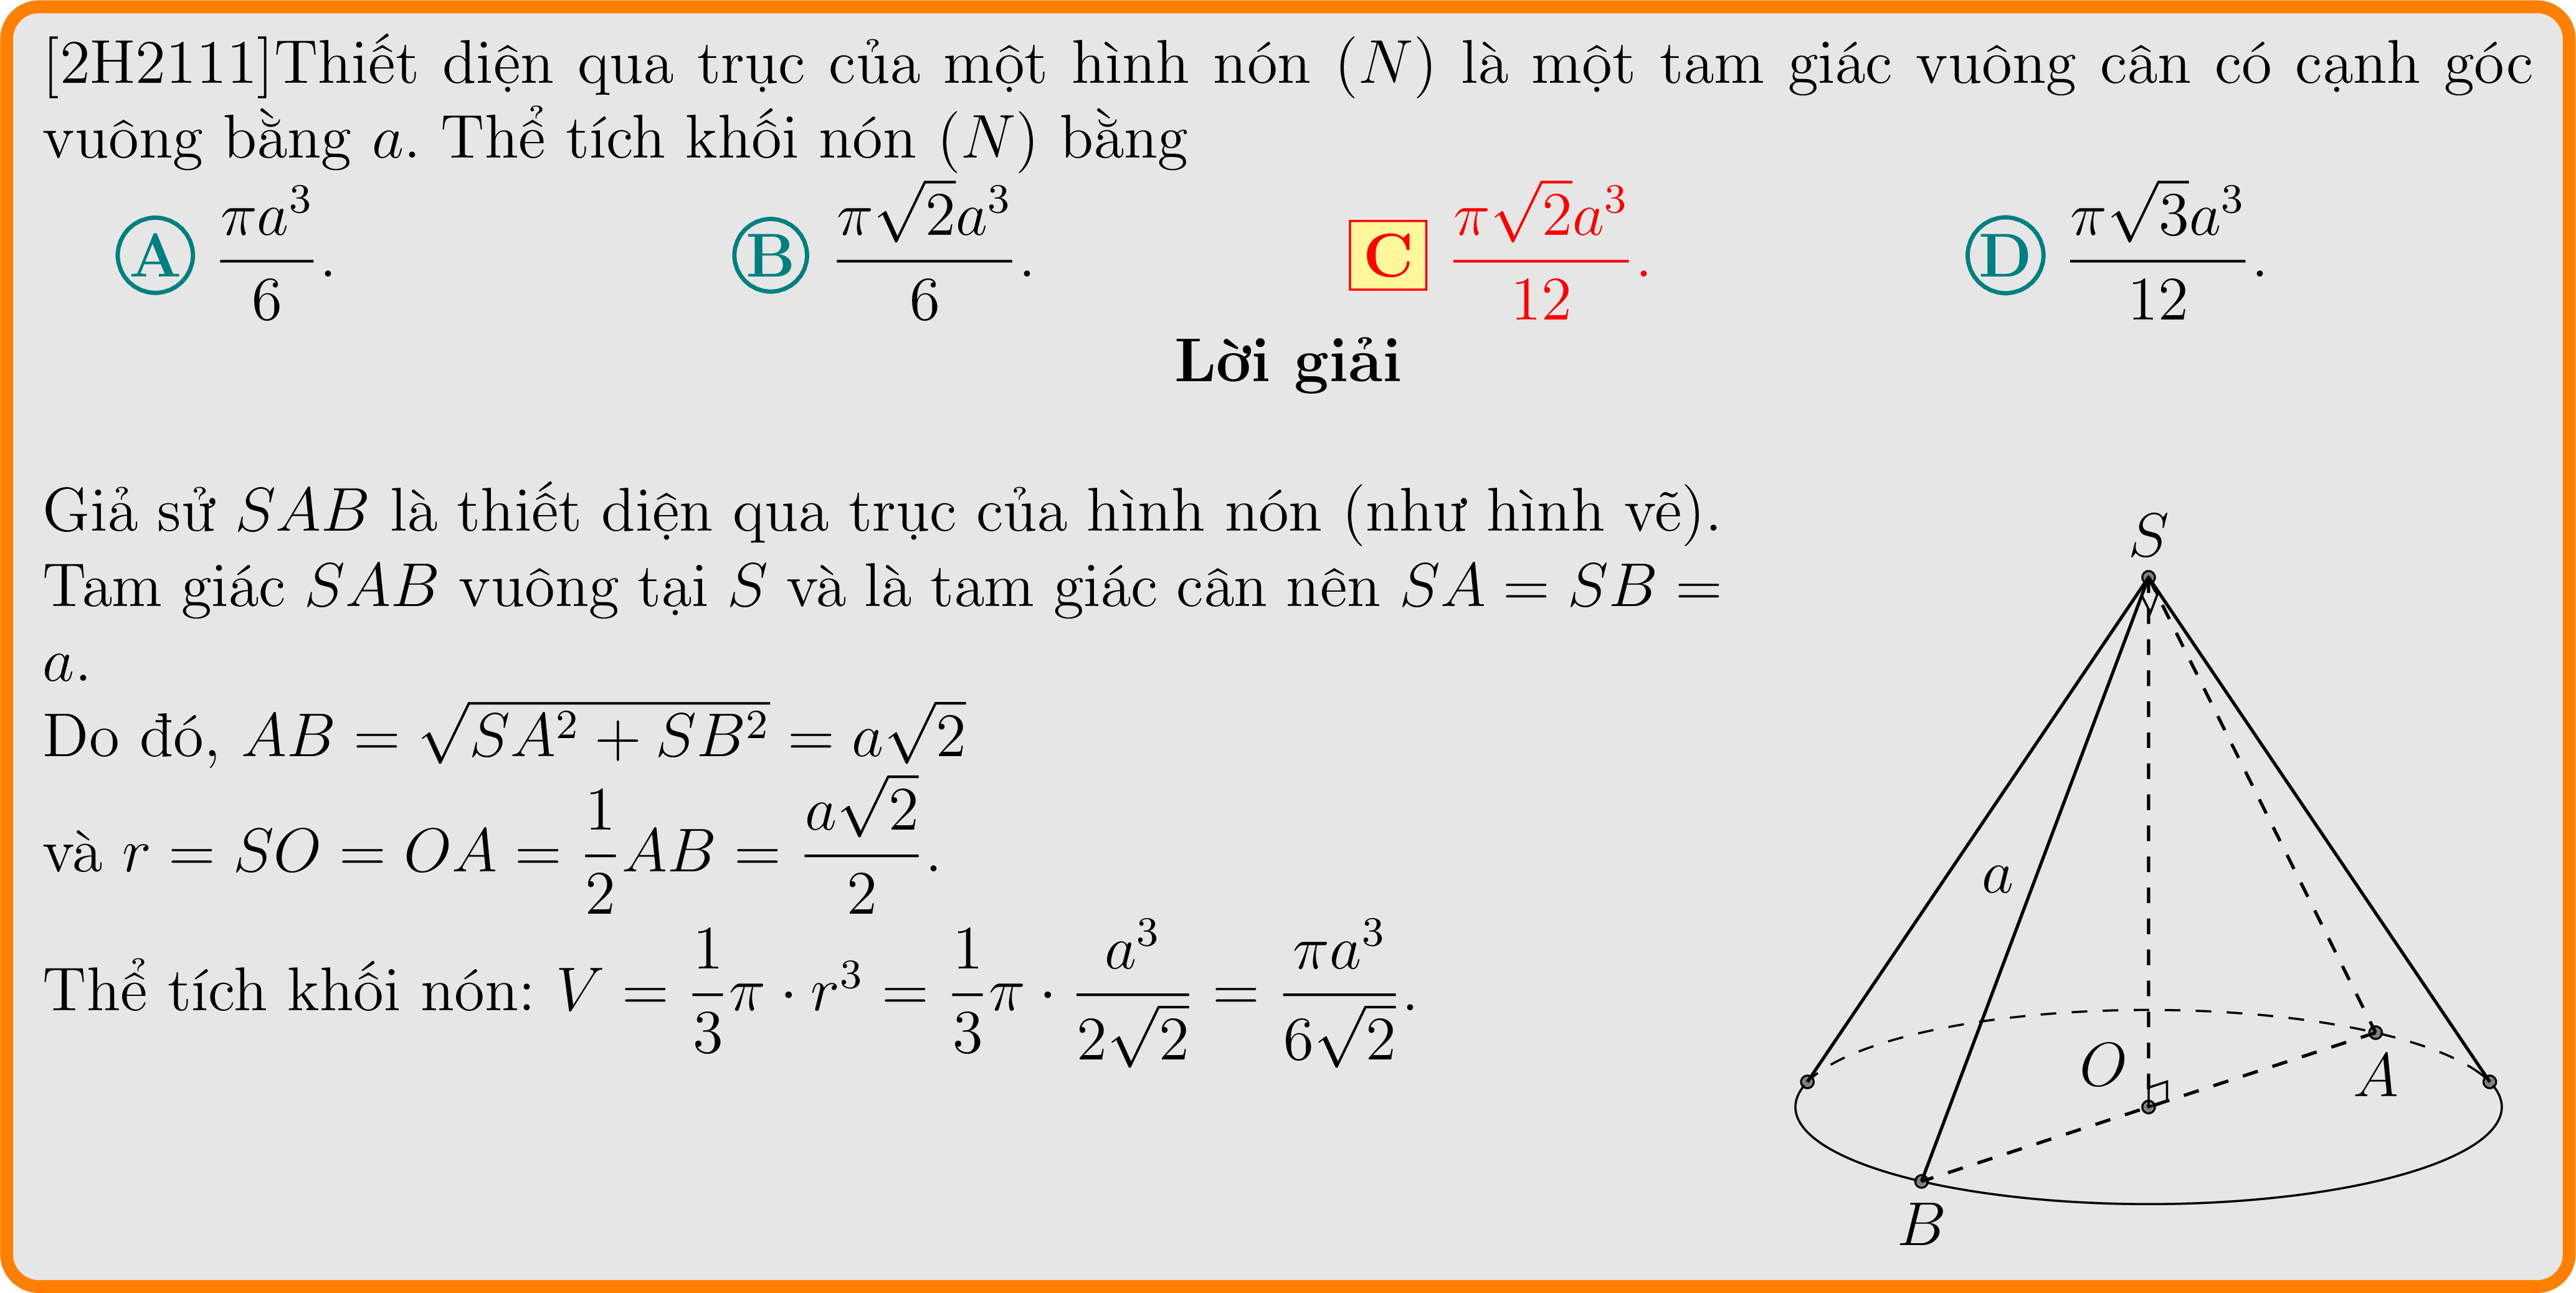 [2H2111]Thiết diện qua trục của một hình nón (N) là một tam giác vuông cân có cạnh góc
vuông bằng a. Thể tích khối nón (N) bằng
A $\frac{\pi a^3}{6}$. B $\frac{\pi\sqrt{2}a^3}{6}$. C $\frac{\pi\sqrt{2}a^3}{12}$. D $\frac{\pi\sqrt{3}a^3}{12}$.
Lời giải
Giả sử SAB là thiết diện qua trục của hình nón (như hình vẽ).
Tam giác SAB vuông tại S và là tam giác cân nên SA = SB =
a.
Do đó, $AB = \sqrt{SA^2 + SB^2} = a\sqrt{2}$
và $r = SO = OA = \frac{1}{2}AB = \frac{a\sqrt{2}}{2}$.
Thể tích khối nón: $V = \frac{1}{3}\pi \cdot r^3 = \frac{1}{3}\pi \cdot \frac{a^3}{2\sqrt{2}} = \frac{\pi a^3}{6\sqrt{2}}$.
S
a
O
A
B